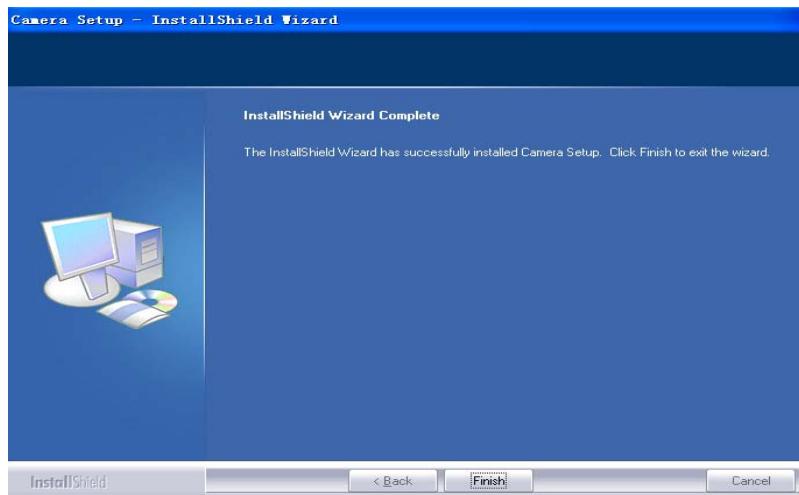 Camera Setup - InstallShield Wizard
InstallShield Wizard Complete
The InstallShield Wizard has successfully installed Camera Setup. Click Finish to exit the wizard.
InstallShield
< Back
Finish
Cancel